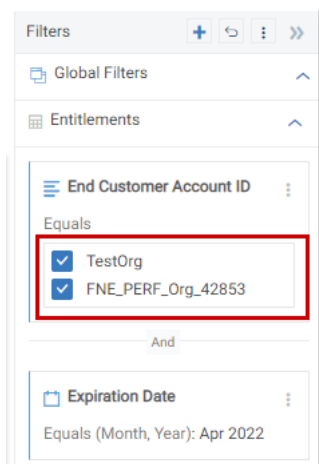 Filters
Global Filters
Entitlements
End Customer Account ID
Equals
TestOrg
FNE_PERF_Org_42853
And
Expiration Date
Equals (Month, Year): Apr 2022